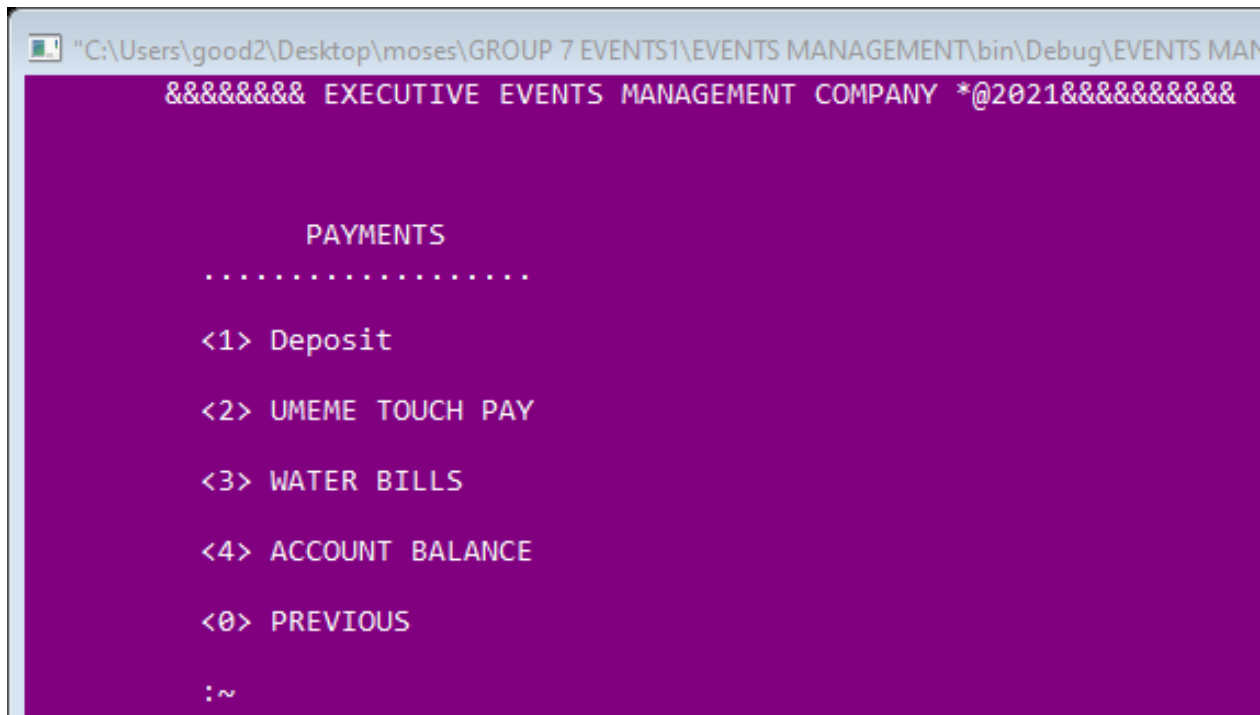 "C:\Users\good2\Desktop\moses\GROUP 7 EVENTS1\EVENTS MANAGEMENT\bin\Debug\EVENTS MAN
&&&&&&&& EXECUTIVE EVENTS MANAGEMENT COMPANY *@2021&&&&&&&&&&
PAYMENTS
...................
<1> Deposit
<2> UMEME TOUCH PAY
<3> WATER BILLS
<4> ACCOUNT BALANCE
<0> PREVIOUS
:~